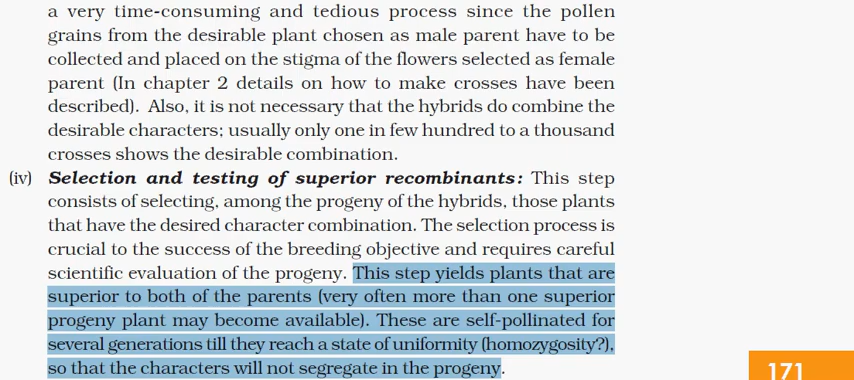 a very time-consuming and tedious process since the pollen
grains from the desirable plant chosen as male parent have to be
collected and placed on the stigma of the flowers selected as female
parent (In chapter 2 details on how to make crosses have been
described). Also, it is not necessary that the hybrids do combine the
desirable characters; usually only one in few hundred to a thousand
crosses shows the desirable combination.
(iv) Selection and testing of superior recombinants: This step
consists of selecting, among the progeny of the hybrids, those plants
that have the desired character combination. The selection process is
crucial to the success of the breeding objective and requires careful
scientific evaluation of the progeny. This step yields plants that are
superior to both of the parents (very often more than one superior
progeny plant may become available). These are self-pollinated for
several generations till they reach a state of uniformity (homozygosity?),
so that the characters will not segregate in the progeny.
171